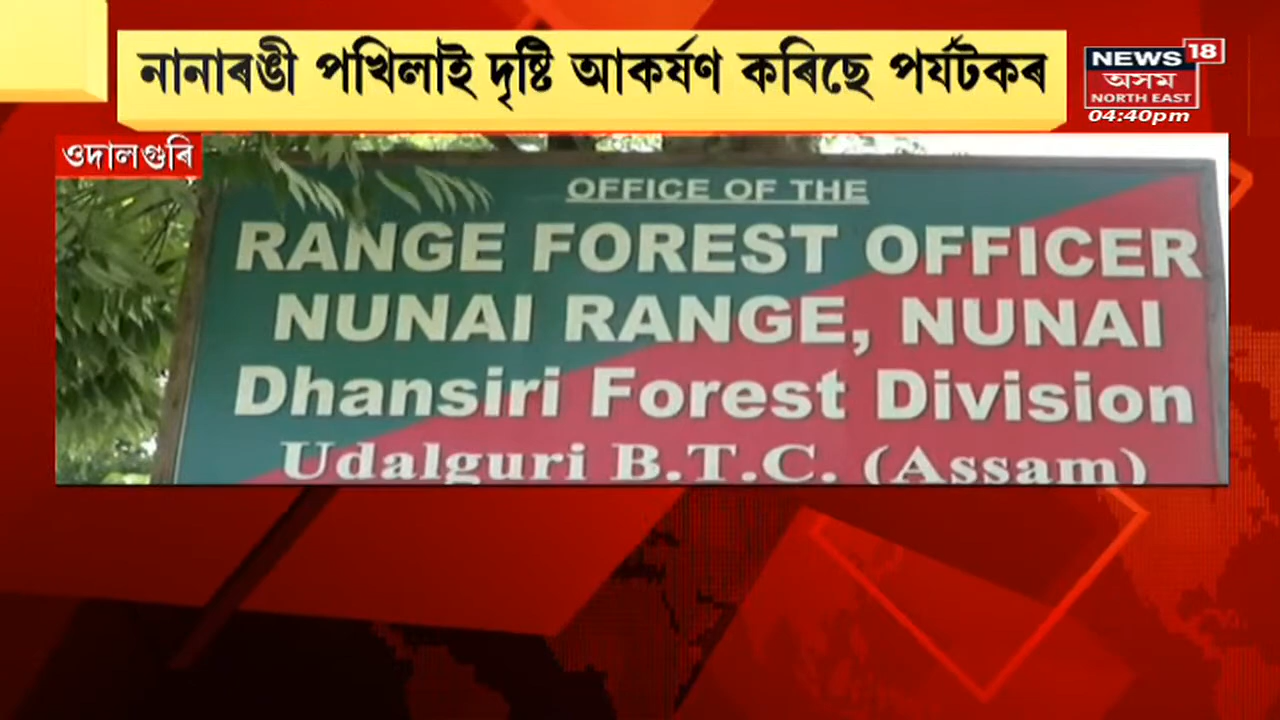 নানাৰঙী পখিলাই দৃষ্টি আকৰ্ষণ কৰিছে পৰ্যটকৰ
NEWS 18
অসম
NORTH EAST
04:40pm
ওদালগুৰি
OFFICE OF THE
RANGE FOREST OFFICER
NUNAI RANGE, NUNAI
Dhansiri Forest Division
Udalguri B.T.C. (Assam)